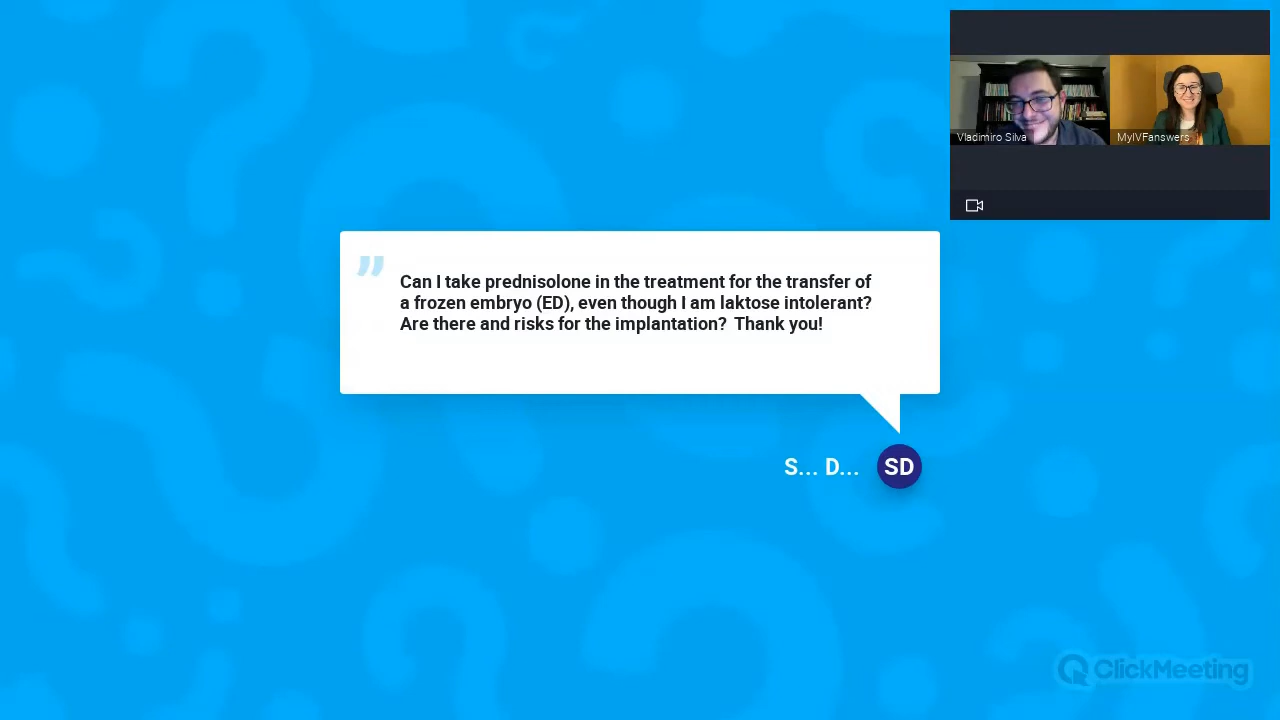 Vladimiro Silva
MyIVFanswers
”
Can I take prednisolone in the treatment for the transfer of
a frozen embryo (ED), even though I am laktose intolerant?
Are there and risks for the implantation?  Thank you!
S... D...
SD
ClickMeeting